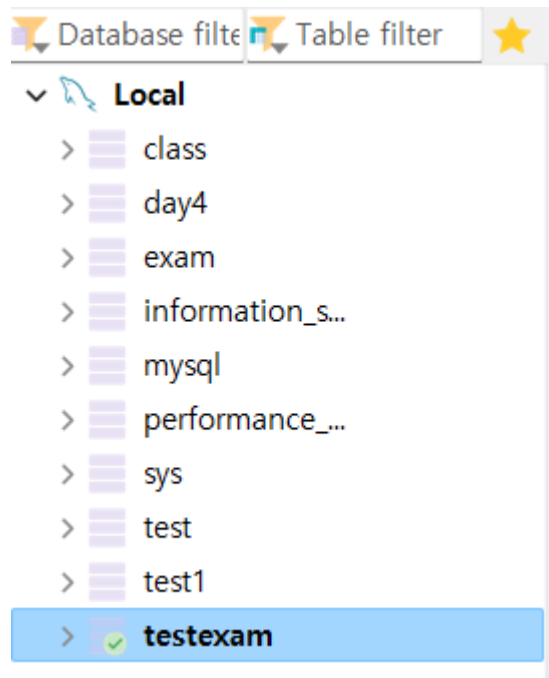 Database filte Table filter
Local
class
day4
exam
information_s...
mysql
performance_...
sys
test
test1
testexam